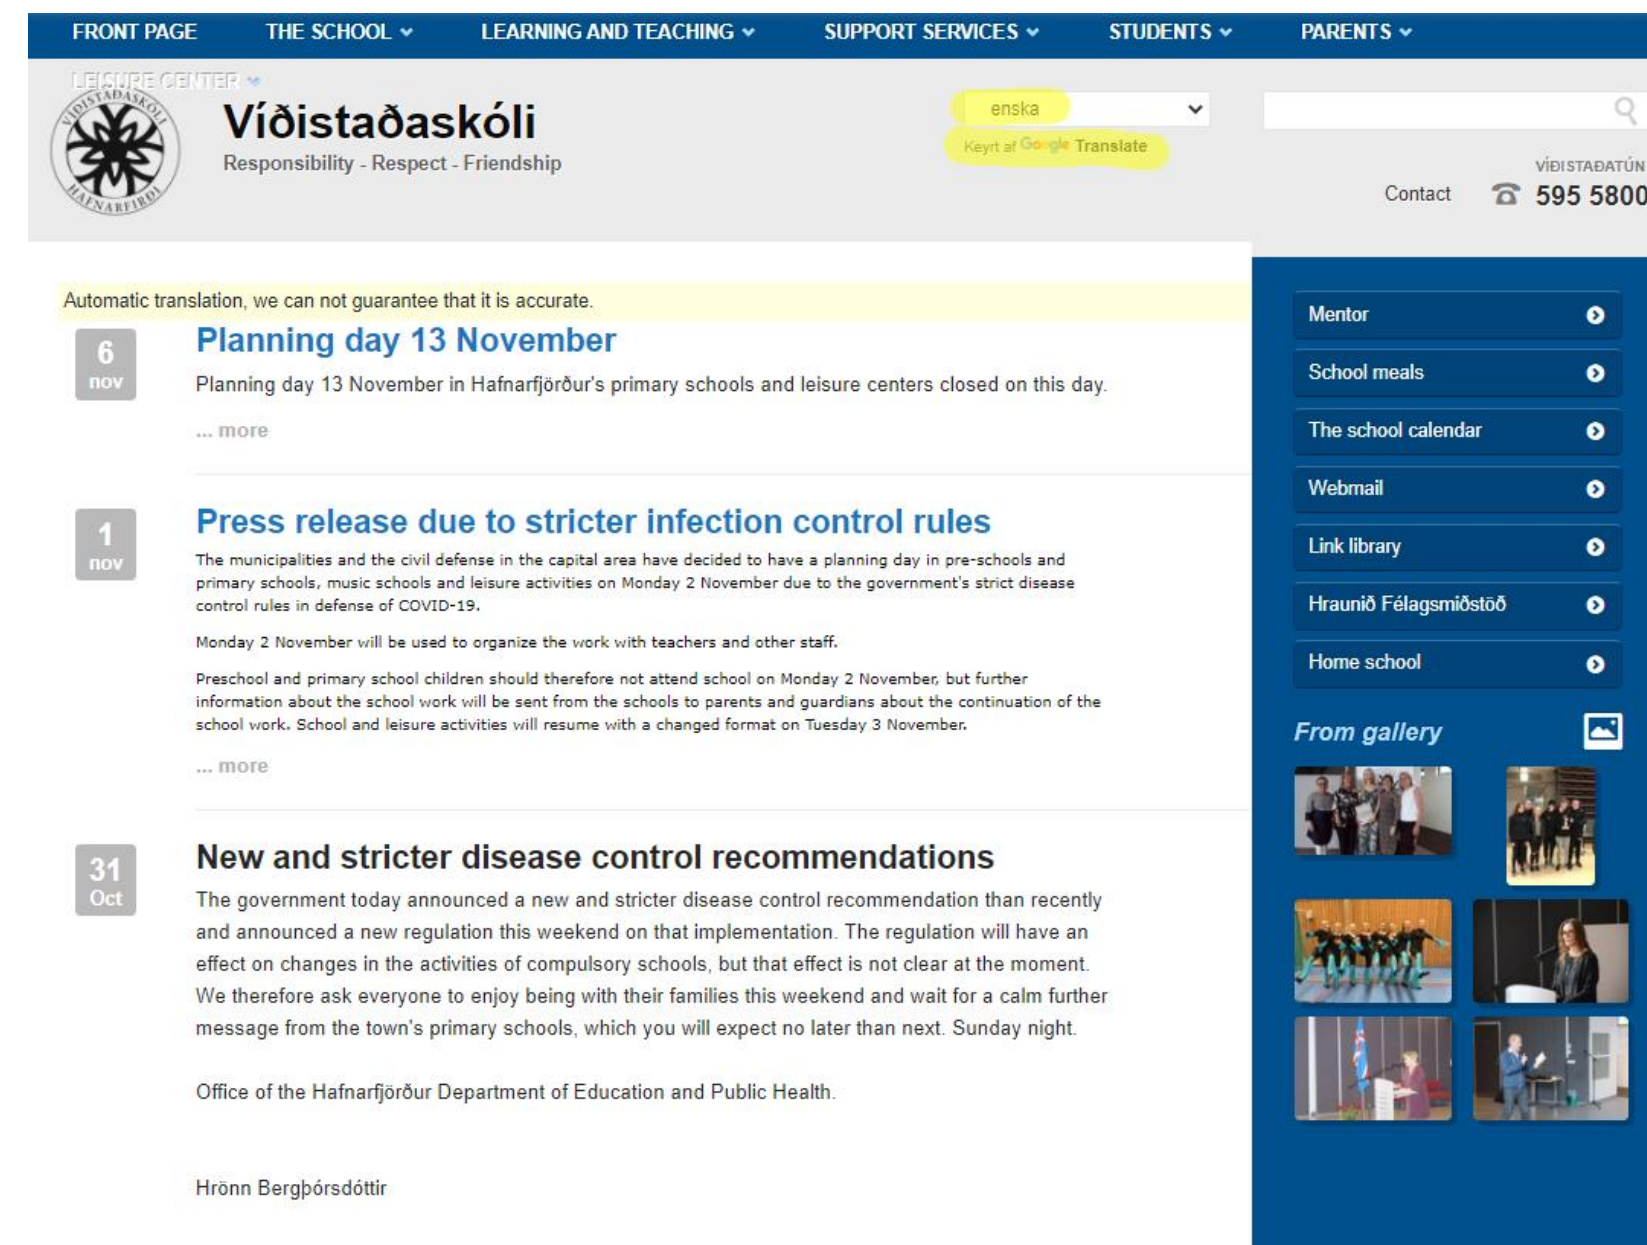 FRONT PAGE THE SCHOOL LEARNING AND TEACHING SUPPORT SERVICES STUDENTS PARENTS
LEISURE CENTER
VÍÐISTAÐASKÓLI
HAFNARFIRÐI
Víðistaðaskóli
Responsibility - Respect - Friendship
enska
Keyrt af Google Translate
VÍÐISTAÐATÚN
Contact 595 5800
Automatic translation, we can not guarantee that it is accurate.
6
nov
Planning day 13 November
Planning day 13 November in Hafnarfjörður's primary schools and leisure centers closed on this day.
... more
1
nov
Press release due to stricter infection control rules
The municipalities and the civil defense in the capital area have decided to have a planning day in pre-schools and
primary schools, music schools and leisure activities on Monday 2 November due to the government's strict disease
control rules in defense of COVID-19.
Monday 2 November will be used to organize the work with teachers and other staff.
Preschool and primary school children should therefore not attend school on Monday 2 November, but further
information about the school work will be sent from the schools to parents and guardians about the continuation of the
school work. School and leisure activities will resume with a changed format on Tuesday 3 November.
... more
31
Oct
New and stricter disease control recommendations
The government today announced a new and stricter disease control recommendation than recently
and announced a new regulation this weekend on that implementation. The regulation will have an
effect on changes in the activities of compulsory schools, but that effect is not clear at the moment.
We therefore ask everyone to enjoy being with their families this weekend and wait for a calm further
message from the town's primary schools, which you will expect no later than next. Sunday night.
Office of the Hafnarfjörður Department of Education and Public Health.
Hrönn Bergþórsdóttir
Mentor
School meals
The school calendar
Webmail
Link library
Hraunið Félagsmiðstöð
Home school
From gallery